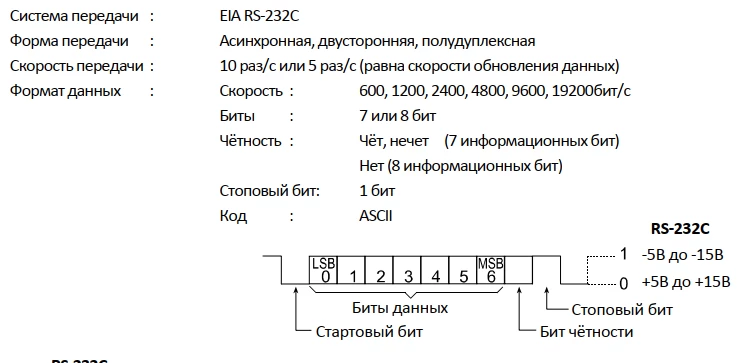 Система передачи : EIA RS-232C
Форма передачи : Асинхронная, двусторонняя, полудуплексная
Скорость передачи : 10 раз/с или 5 раз/с (равна скорости обновления данных)
Формат данных : Скорость : 600, 1200, 2400, 4800, 9600, 19200бит/с
Биты : 7 или 8 бит
Чётность : Чёт, нечет (7 информационных бит)
Нет (8 информационных бит)
Стоповый бит: 1 бит
Код : ASCII
RS-232C
LSB MSB 1 -5В до -15В
0 1 2 3 4 5 6 0 +5В до +15В
Биты данных Стоповый бит
Стартовый бит Бит чётности